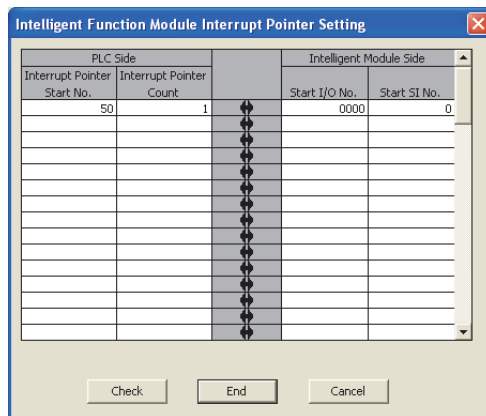 Intelligent Function Module Interrupt Pointer Setting
PLC Side Intelligent Module Side
Interrupt Pointer Interrupt Pointer
Start No. Count Start I/O No. Start SI No.
50 1 0000 0
Check End Cancel